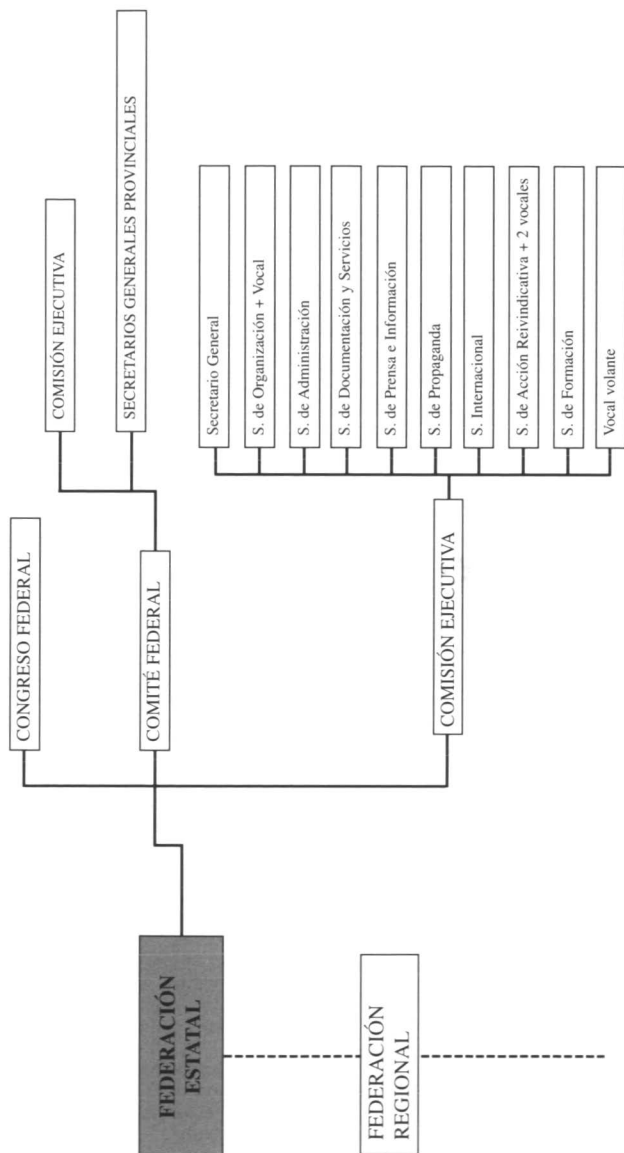 FEDERACIÓN
ESTATAL
FEDERACIÓN
REGIONAL
CONGRESO FEDERAL
COMITÉ FEDERAL
COMISIÓN EJECUTIVA
COMISIÓN EJECUTIVA
SECRETARIOS GENERALES PROVINCIALES
Secretario General
S. de Organización + Vocal
S. de Administración
S. de Documentación y Servicios
S. de Prensa e Información
S. de Propaganda
S. Internacional
S. de Acción Reivindicativa + 2 vocales
S. de Formación
Vocal volante